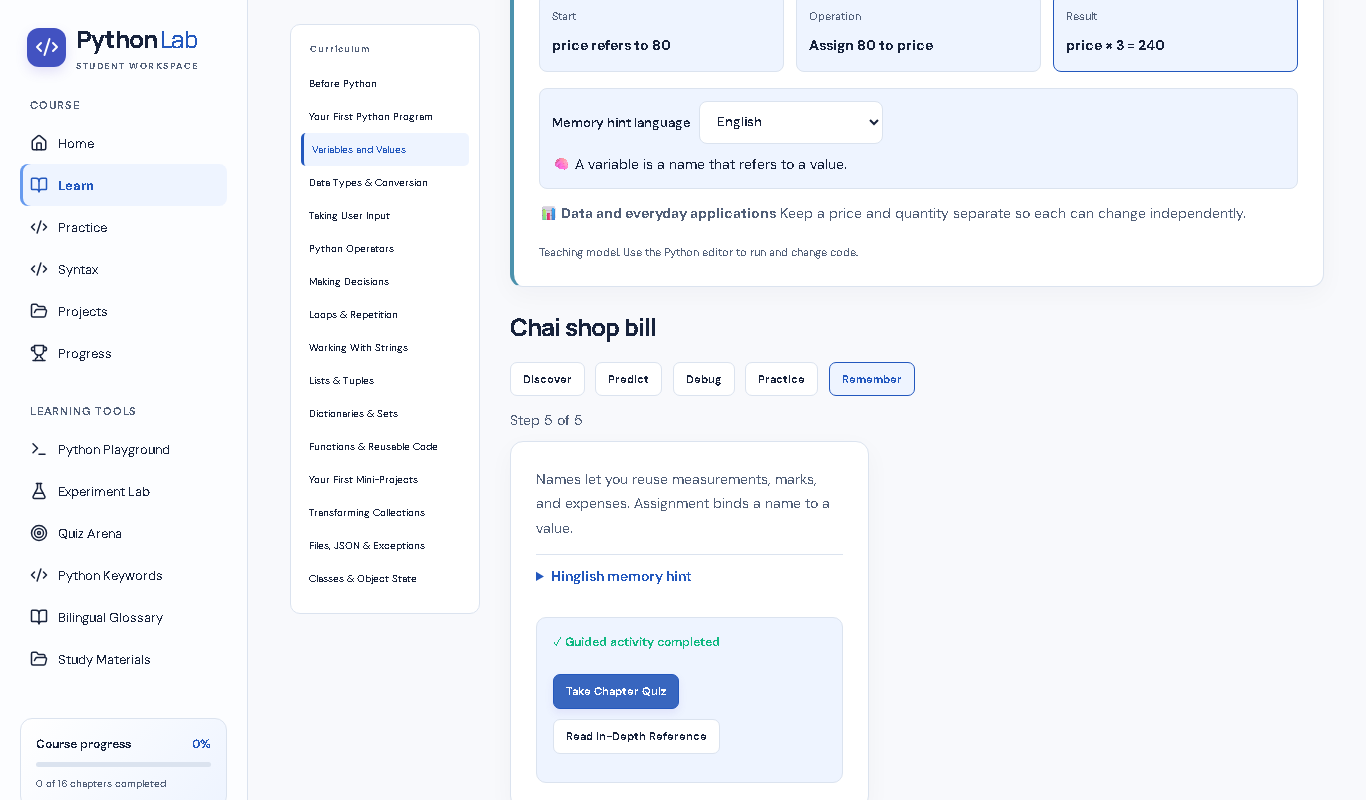 Python Lab
STUDENT WORKSPACE
COURSE
Home
Learn
Practice
Syntax
Projects
Progress
LEARNING TOOLS
Python Playground
Experiment Lab
Quiz Arena
Python Keywords
Bilingual Glossary
Study Materials
Course progress 0%
0 of 16 chapters completed
Curriculum
Before Python
Your First Python Program
Variables and Values
Data Types & Conversion
Taking User Input
Python Operators
Making Decisions
Loops & Repetition
Working With Strings
Lists & Tuples
Dictionaries & Sets
Functions & Reusable Code
Your First Mini-Projects
Transforming Collections
Files, JSON & Exceptions
Classes & Object State
Start
price refers to 80
Operation
Assign 80 to price
Result
price × 3 = 240
Memory hint language English
🧠 A variable is a name that refers to a value.
📊 Data and everyday applications Keep a price and quantity separate so each can change independently.
Teaching model. Use the Python editor to run and change code.
Chai shop bill
Discover Predict Debug Practice Remember
Step 5 of 5
Names let you reuse measurements, marks,
and expenses. Assignment binds a name to a
value.
▶ Hinglish memory hint
✓ Guided activity completed
Take Chapter Quiz
Read In-Depth Reference